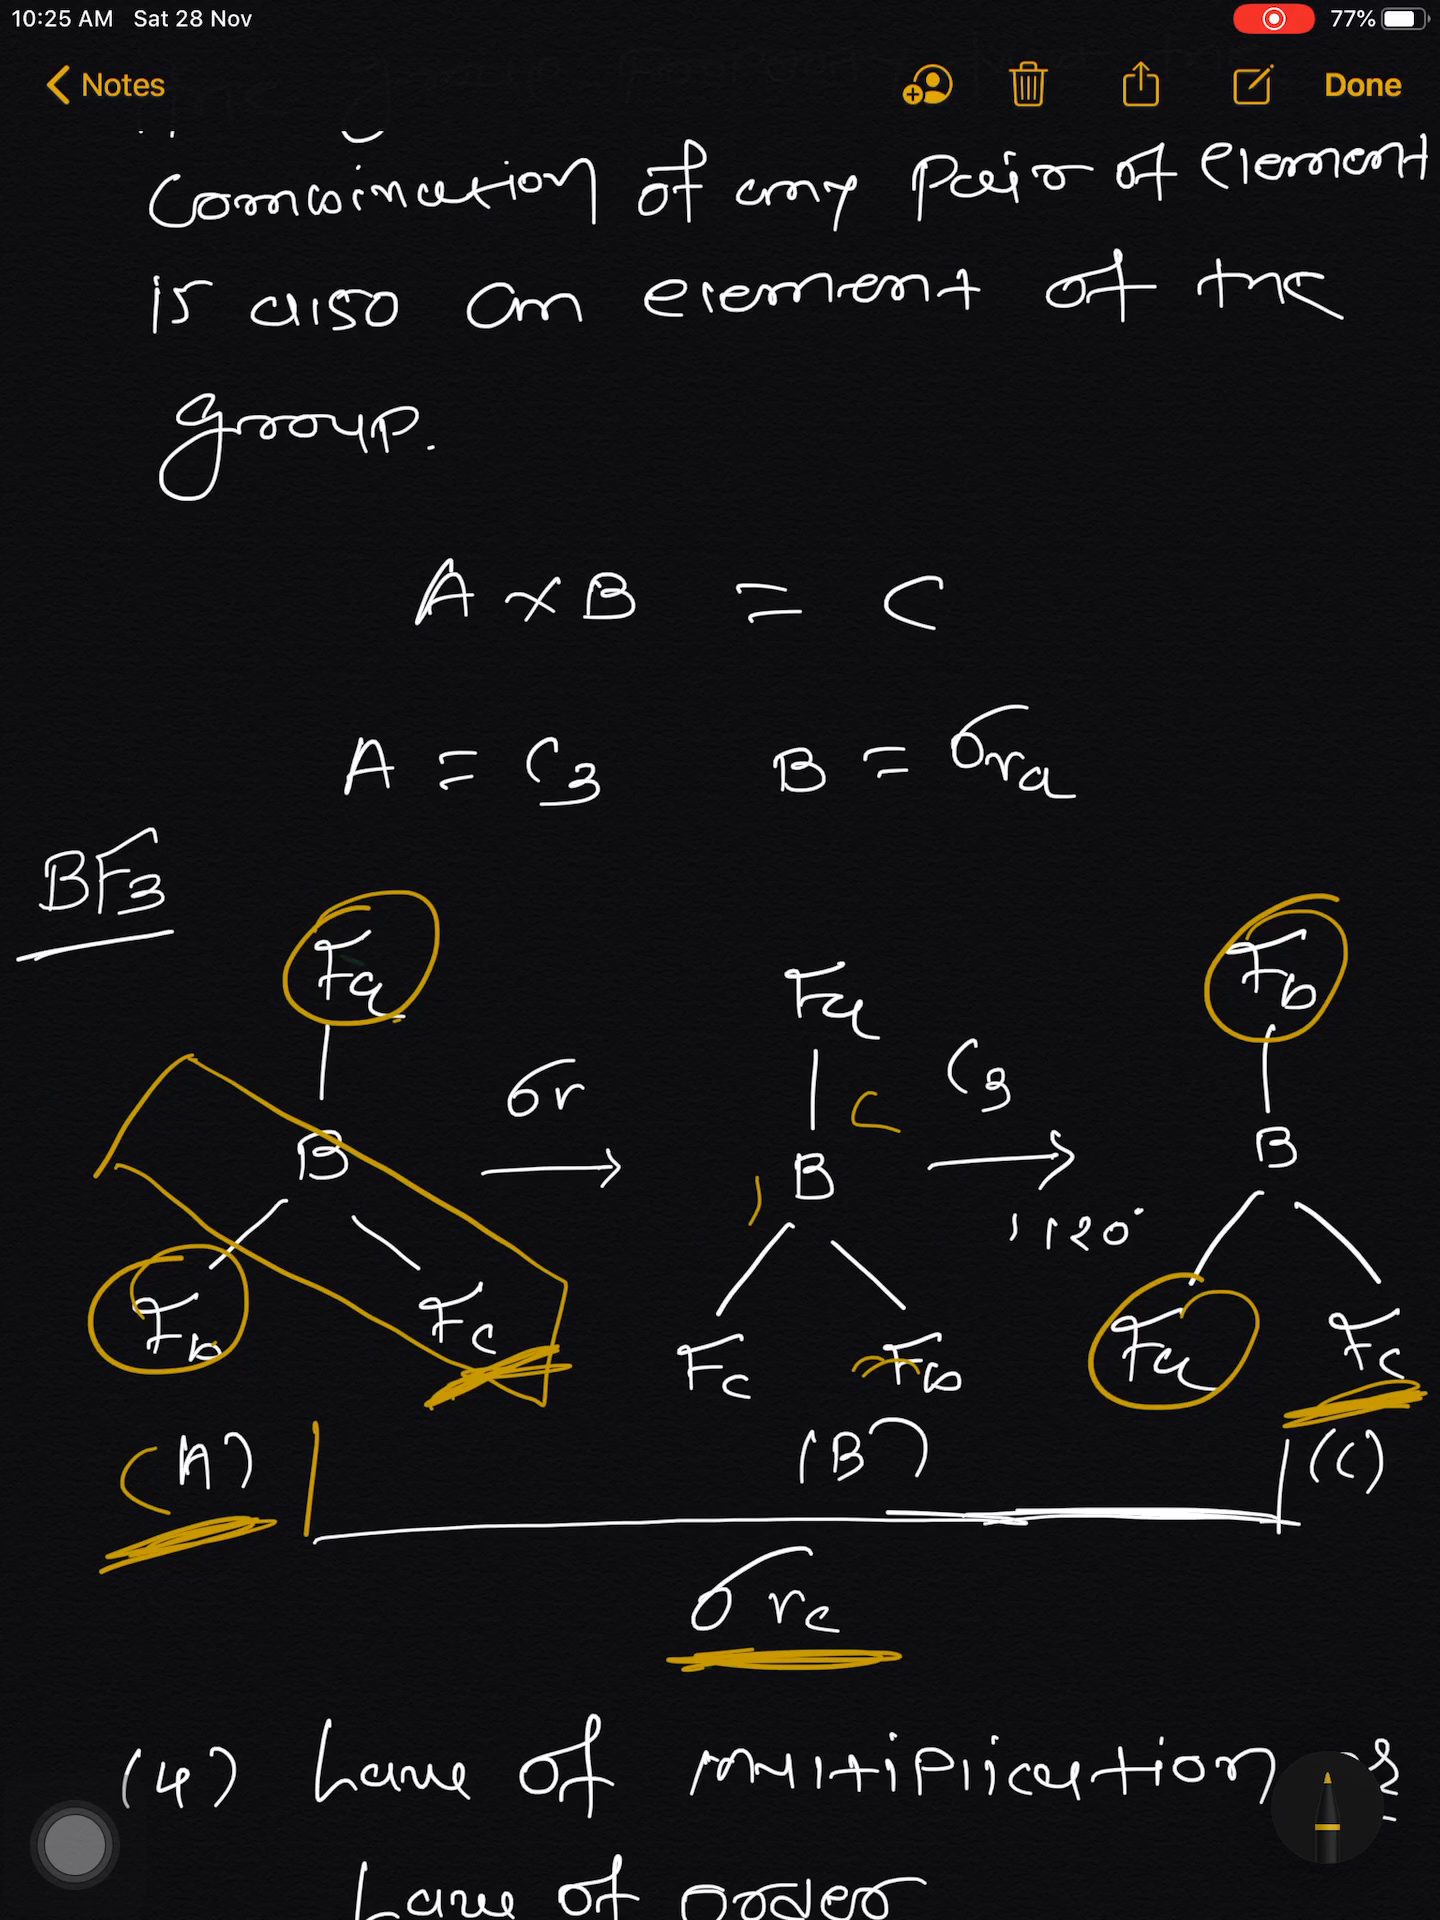 10:25 AM Sat 28 Nov 77%
Notes Done
Combination of any pair of element
is also an element of the
group.
A × B = C
A = C3 B = σva
BF3
Fa Fa Fb
σv C C3
B B B
120°
Fb Fc Fc Fb Fa Fc
(A) (B) (C)
σvc
(4) Law of multiplication &
Law of order